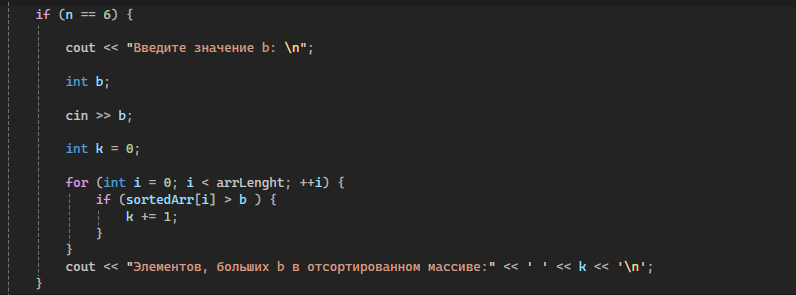 if (n == 6) {
cout << "Введите значение b: \n";
int b;
cin >> b;
int k = 0;
for (int i = 0; i < arrLenght; ++i) {
if (sortedArr[i] > b ) {
k += 1;
}
}
cout << "Элементов, больших b в отсортированном массиве:" << ' ' << k << '\n';
}